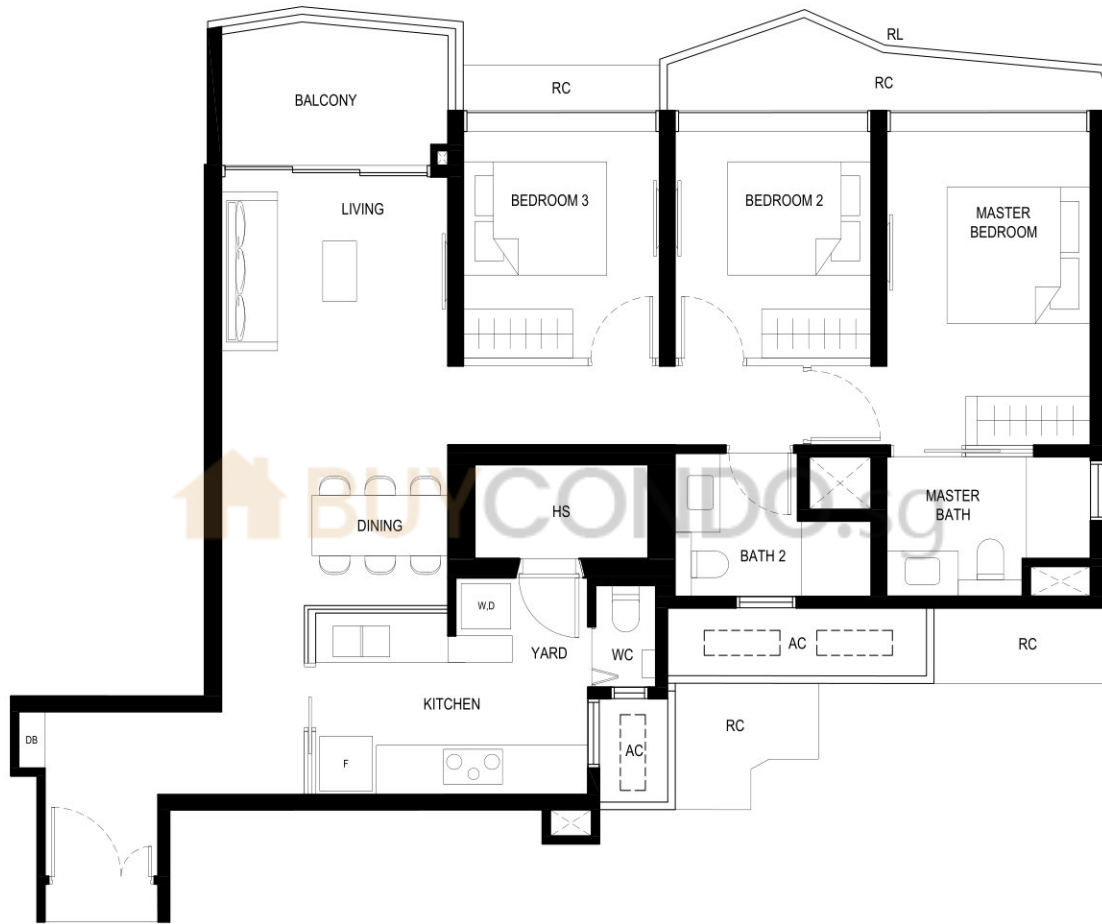 RL
RC
RC
BALCONY
LIVING
BEDROOM 3
BEDROOM 2
MASTER
BEDROOM
BUYCONDO.sg
DINING
HS
BATH 2
MASTER
BATH
W,D
YARD
WC
AC
RC
KITCHEN
RC
AC
DB
F